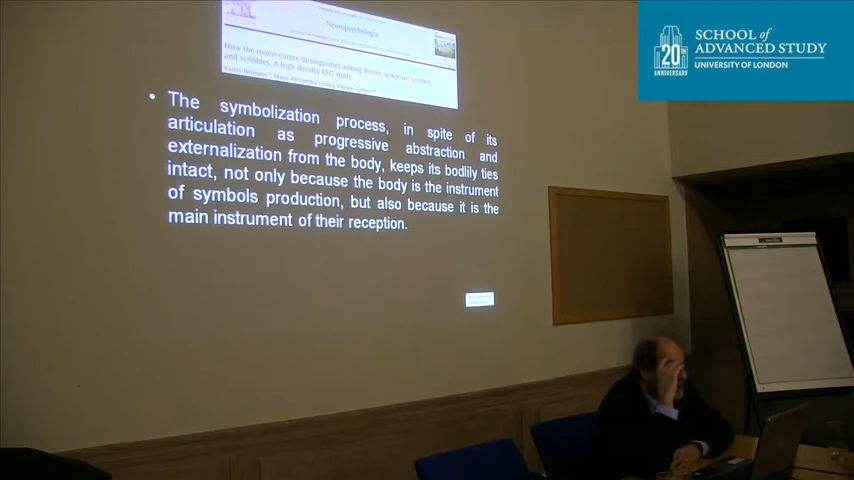 Neuropsychologia
How the motor-cortex distinguishes among letters, unknown symbols
and scribbles. A high density EEG study
SCHOOL of
ADVANCED STUDY
UNIVERSITY OF LONDON
20
ANNIVERSARY
• The symbolization process, in spite of its
articulation as progressive abstraction and
externalization from the body, keeps its bodlily ties
intact, not only because the body is the instrument
of symbols production, but also because it is the
main instrument of their reception.